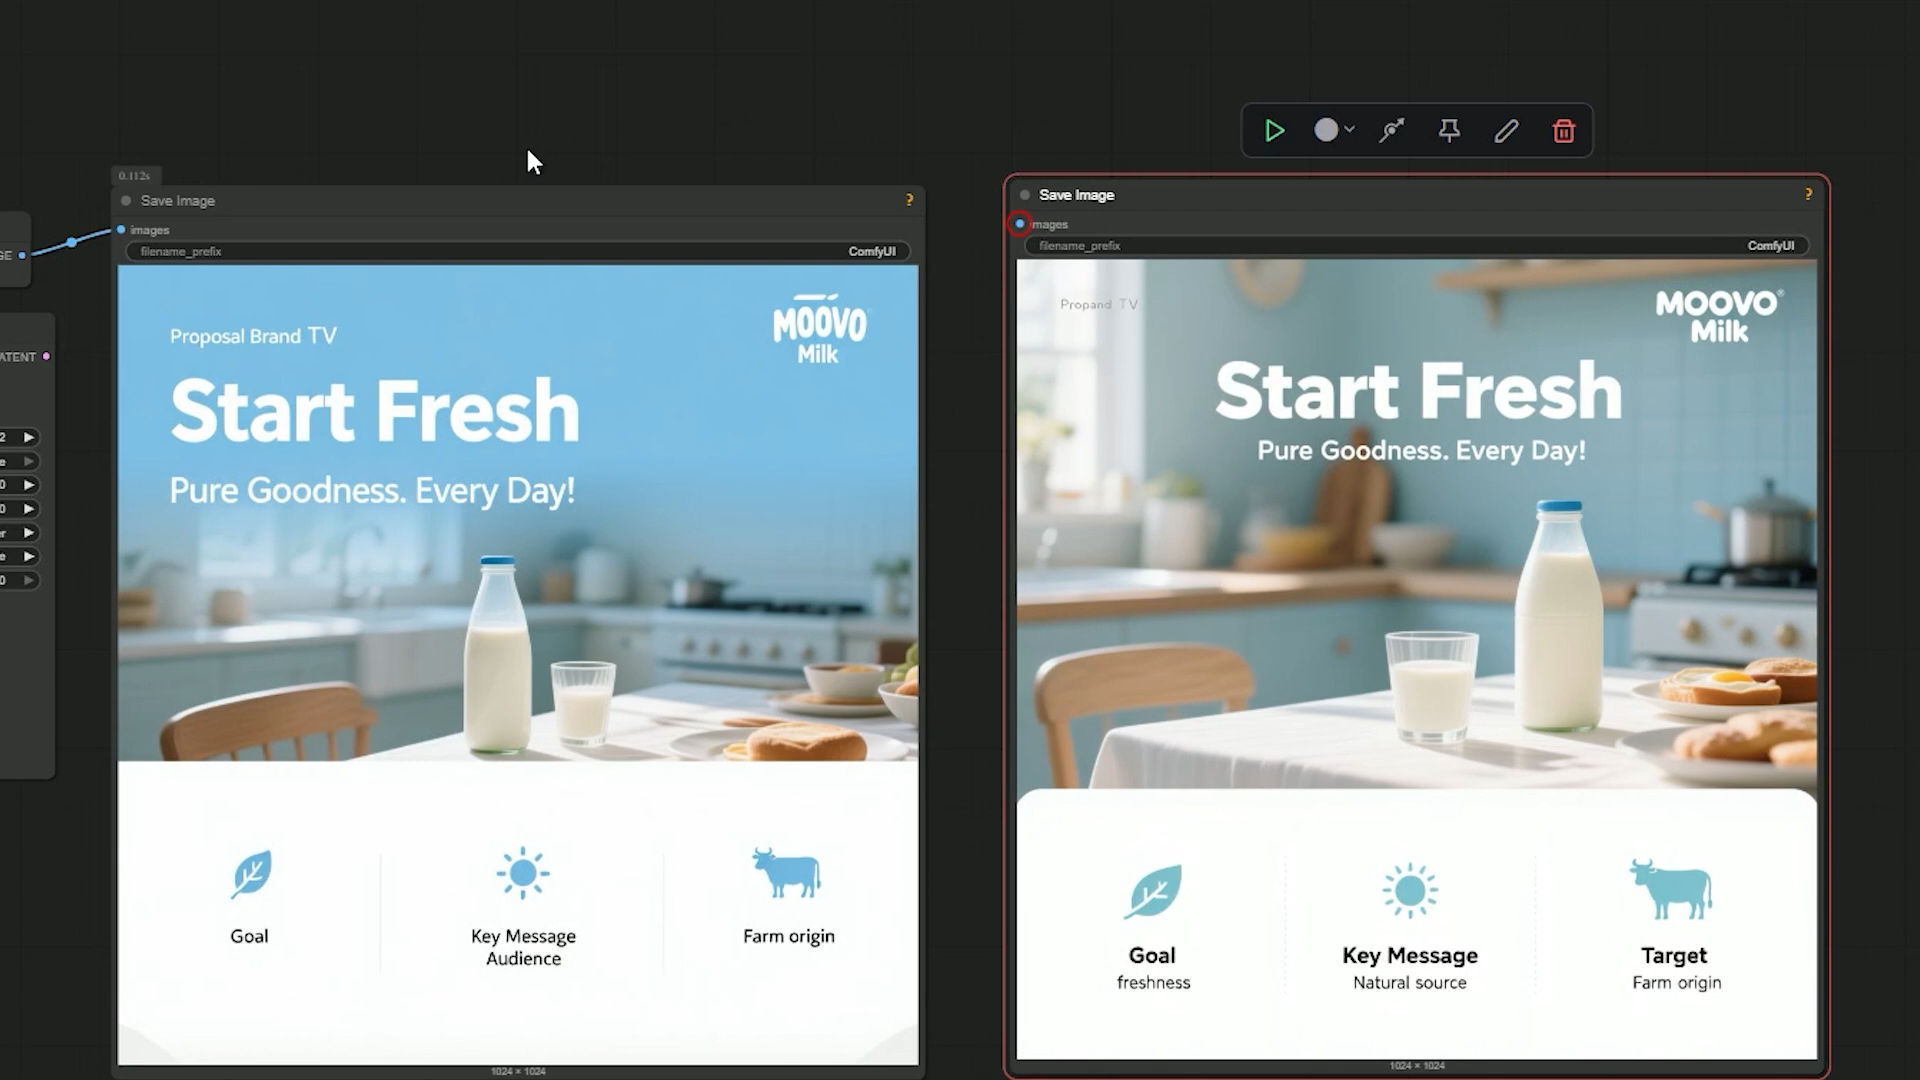 0.112s
Save Image
?
images
filename_prefix
ComfyUI
Proposal Brand TV
MOOVO
Milk
Start Fresh
Pure Goodness. Every Day!
Goal
Key Message
Audience
Farm origin
1024 × 1024
Save Image
?
images
filename_prefix
ComfyUI
Propand TV
MOOVO®
Milk
Start Fresh
Pure Goodness. Every Day!
Goal
freshness
Key Message
Natural source
Target
Farm origin
1024 × 1024